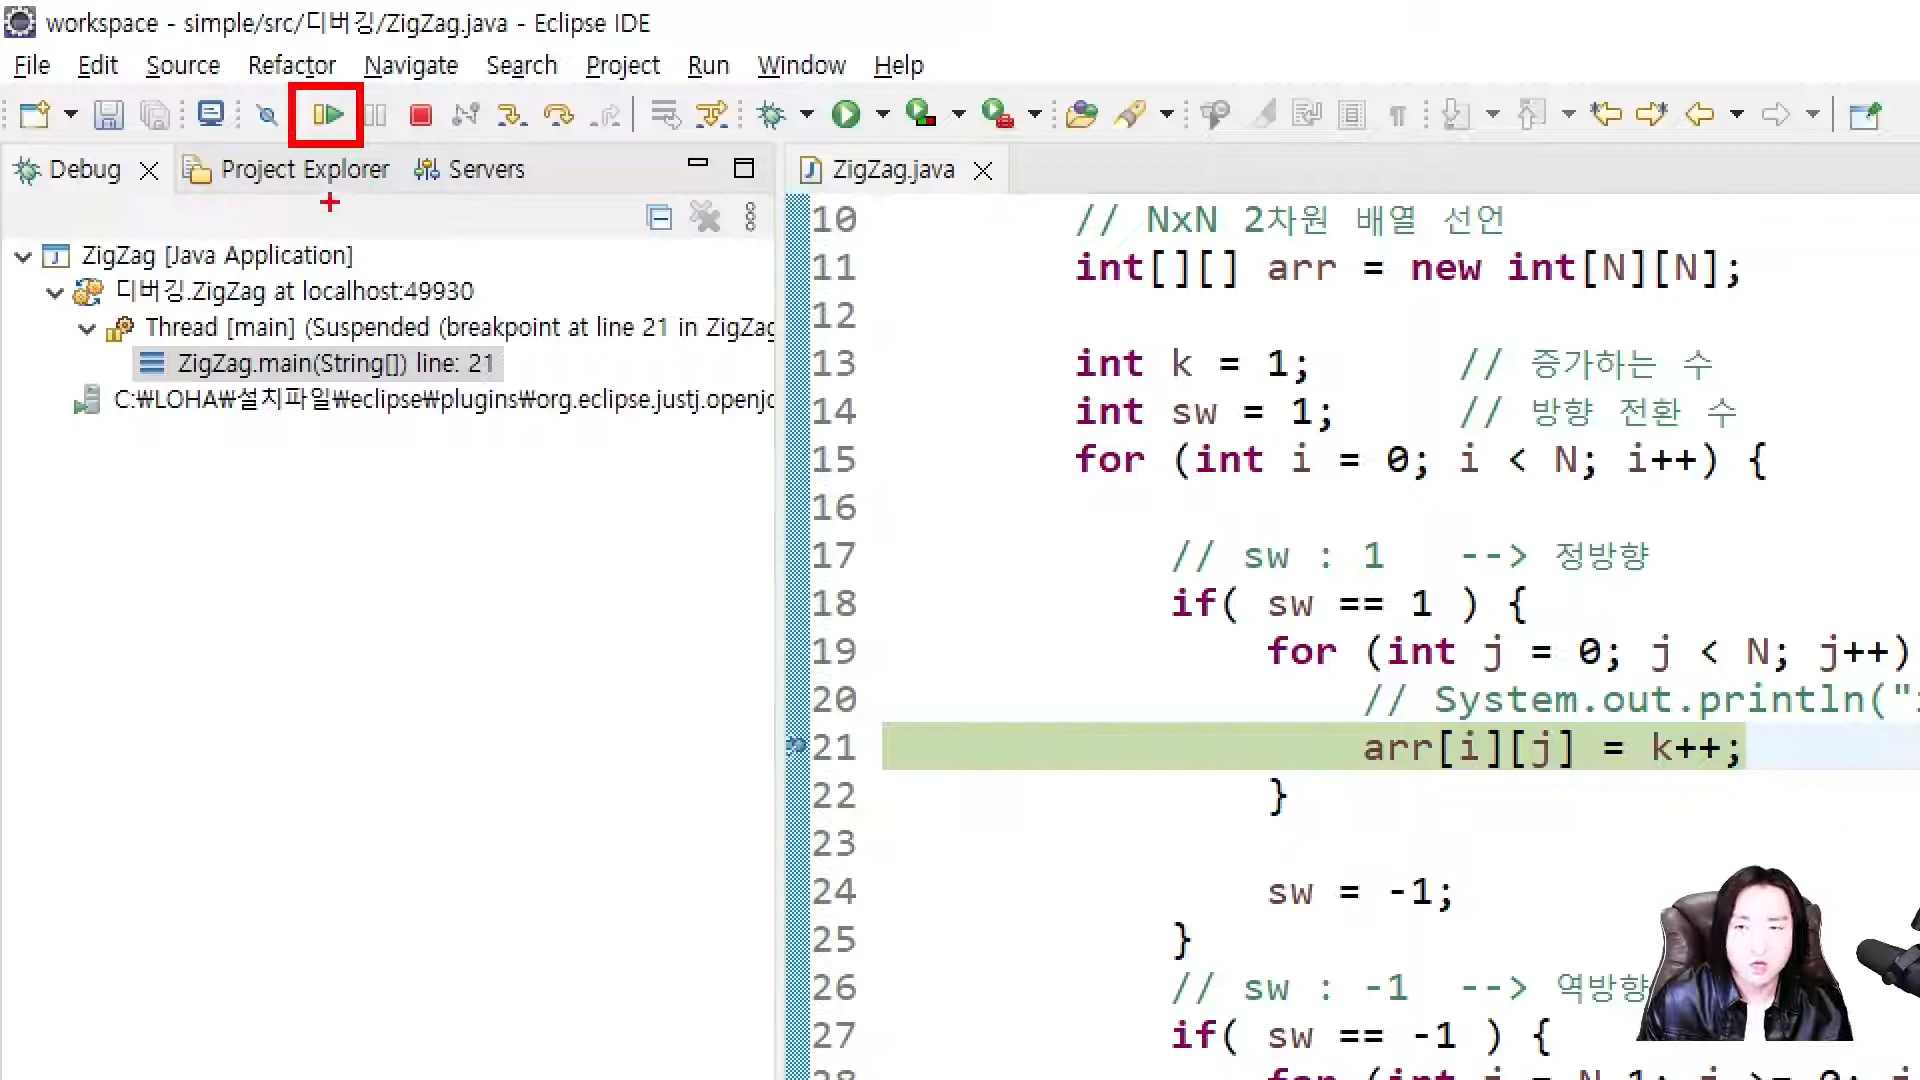 workspace - simple/src/디버깅/ZigZag.java - Eclipse IDE
File Edit Source Refactor Navigate Search Project Run Window Help
Debug Project Explorer Servers
ZigZag.java
ZigZag [Java Application]
디버깅.ZigZag at localhost:49930
Thread [main] (Suspended (breakpoint at line 21 in ZigZag
ZigZag.main(String[]) line: 21
C:₩LOHA₩설치파일₩eclipse₩plugins₩org.eclipse.justj.openjd
10 // NxN 2차원 배열 선언
11 int[][] arr = new int[N][N];
12
13 int k = 1; // 증가하는 수
14 int sw = 1; // 방향 전환 수
15 for (int i = 0; i < N; i++) {
16
17 // sw : 1 --> 정방향
18 if( sw == 1 ) {
19 for (int j = 0; j < N; j++)
20 // System.out.println("
21 arr[i][j] = k++;
22 }
23
24 sw = -1;
25 }
26 // sw : -1 --> 역방향
27 if( sw == -1 ) {
28 for (int j = N-1; j >= 0; j